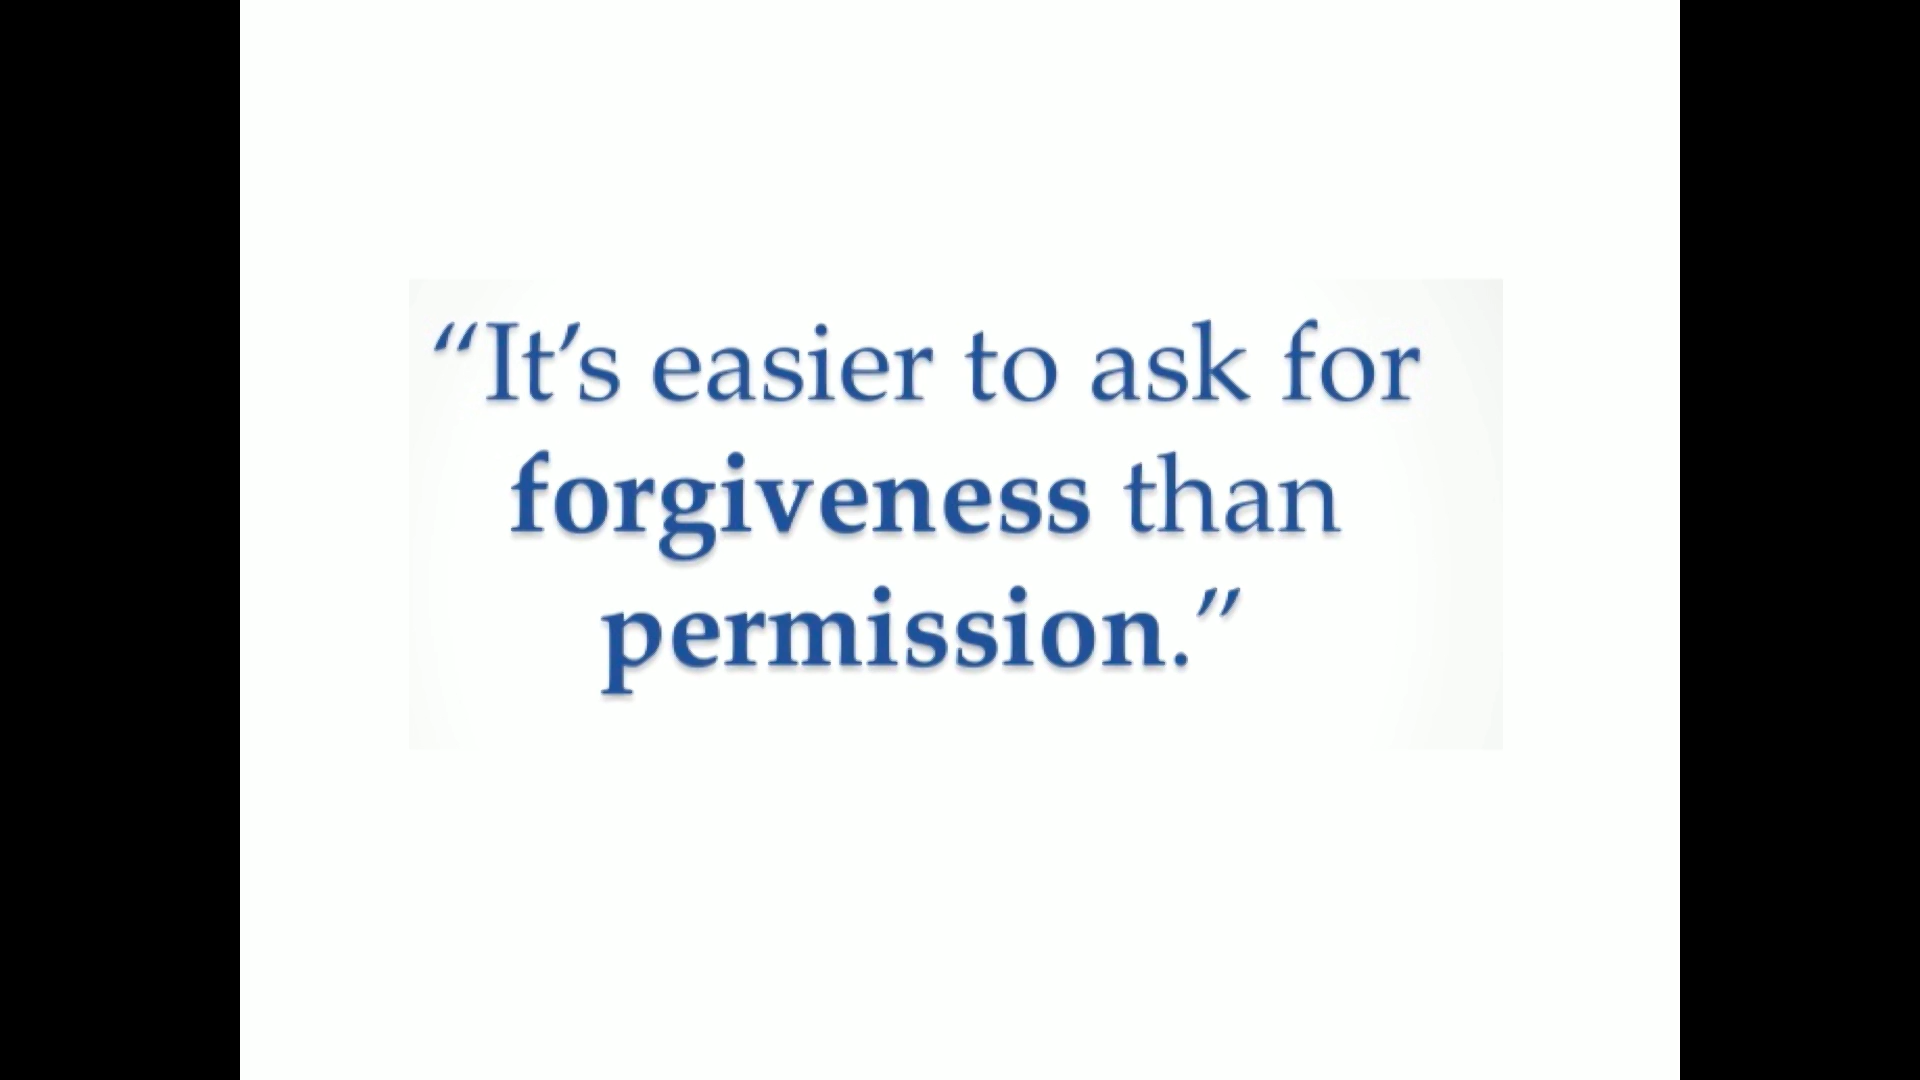 “It’s easier to ask for
forgiveness than
permission.”